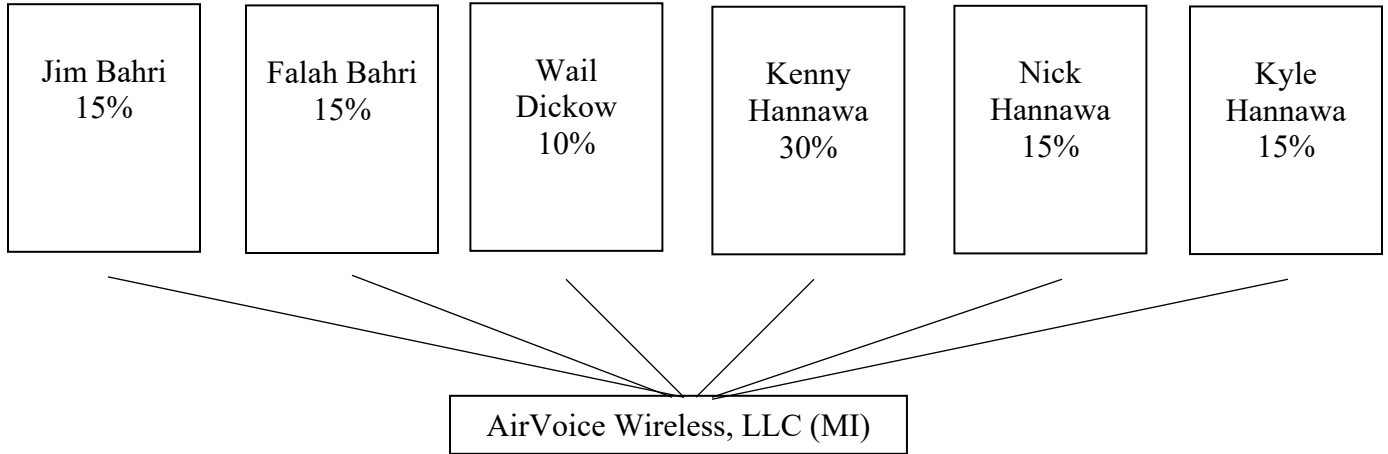 Jim Bahri
15%
Falah Bahri
15%
Wail
Dickow
10%
Kenny
Hannawa
30%
Nick
Hannawa
15%
Kyle
Hannawa
15%
AirVoice Wireless, LLC (MI)